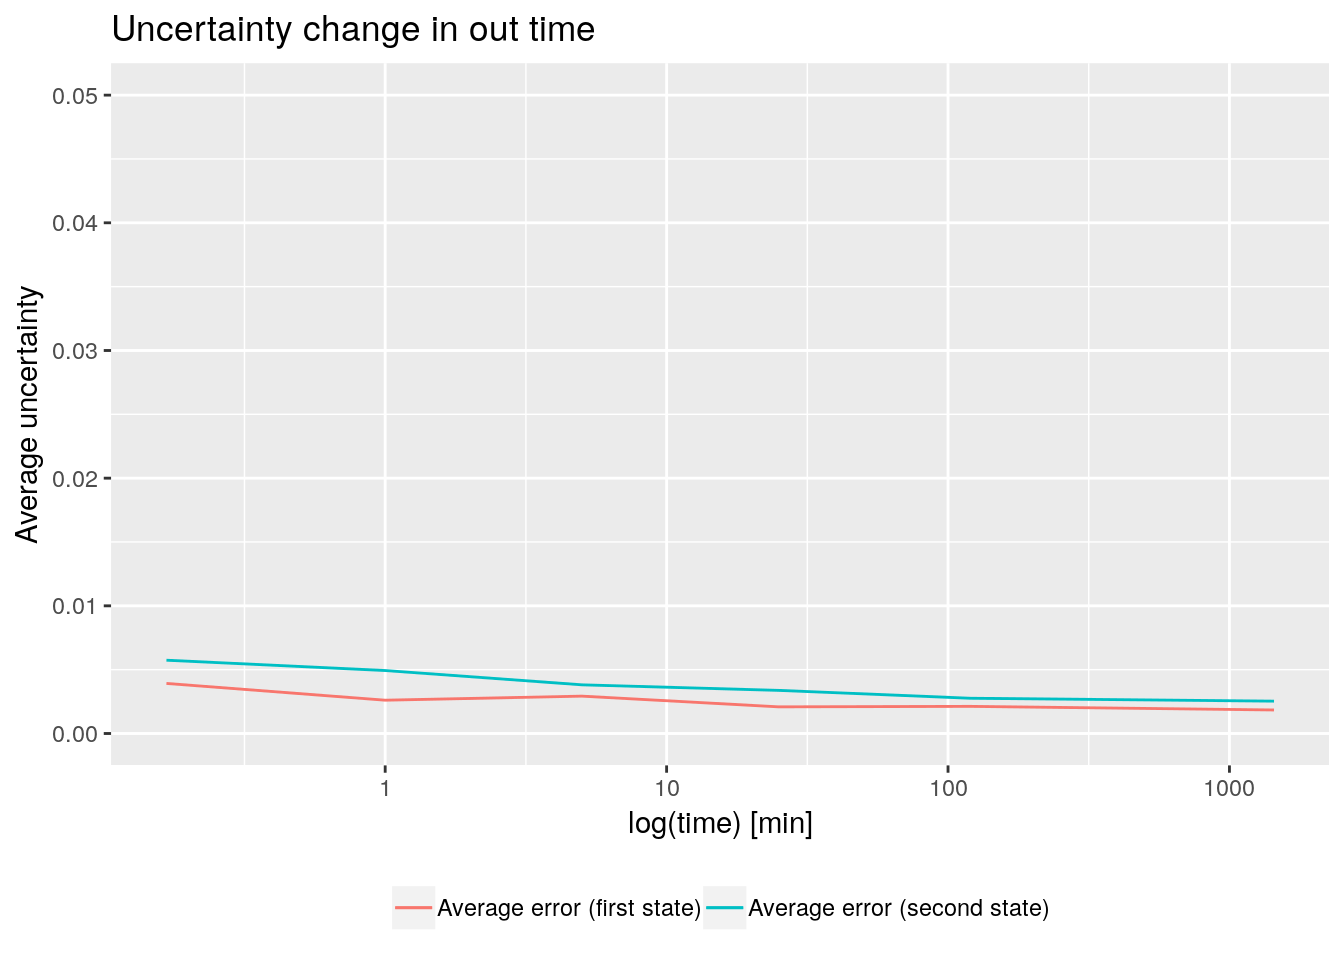 Uncertainty change in out time
0.05
0.04
0.03
0.02
0.01
0.00
Average uncertainty
1 10 100 1000
log(time) [min]
Average error (first state) Average error (second state)